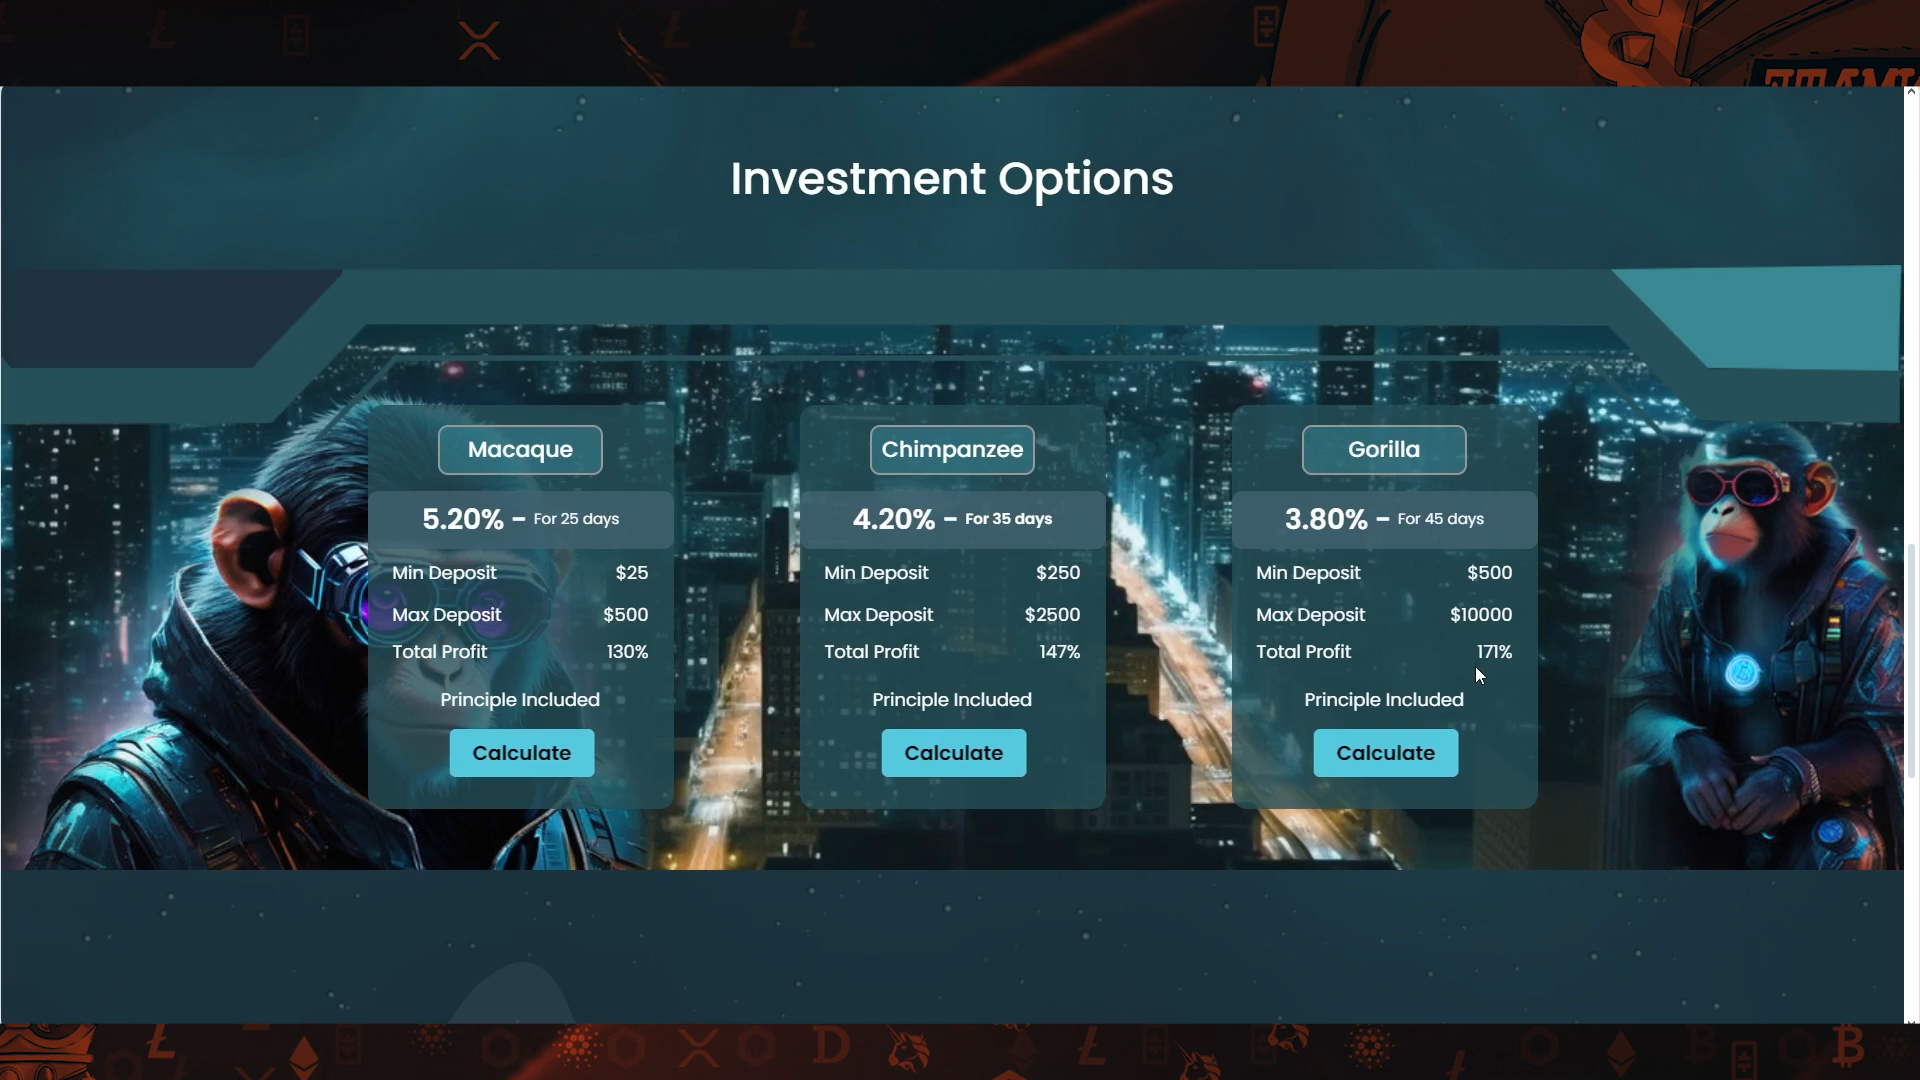 Investment Options
Macaque
5.20% – For 25 days
Min Deposit $25
Max Deposit $500
Total Profit 130%
Principle Included
Calculate
Chimpanzee
4.20% – For 35 days
Min Deposit $250
Max Deposit $2500
Total Profit 147%
Principle Included
Calculate
Gorilla
3.80% – For 45 days
Min Deposit $500
Max Deposit $10000
Total Profit 171%
Principle Included
Calculate